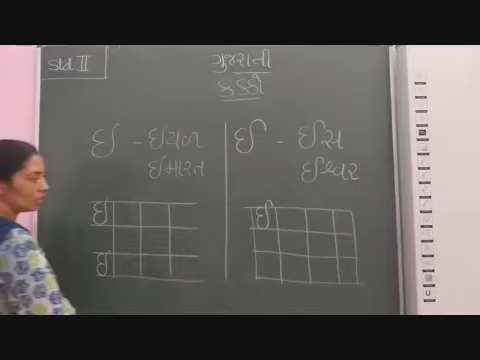 Std II
ગુજરાતી
કક્કો
ઇ - ઇયળ
ઇમારત
ઈ - ઈસ
ઈશ્વર
ઇ
ઇ
ઈ
U